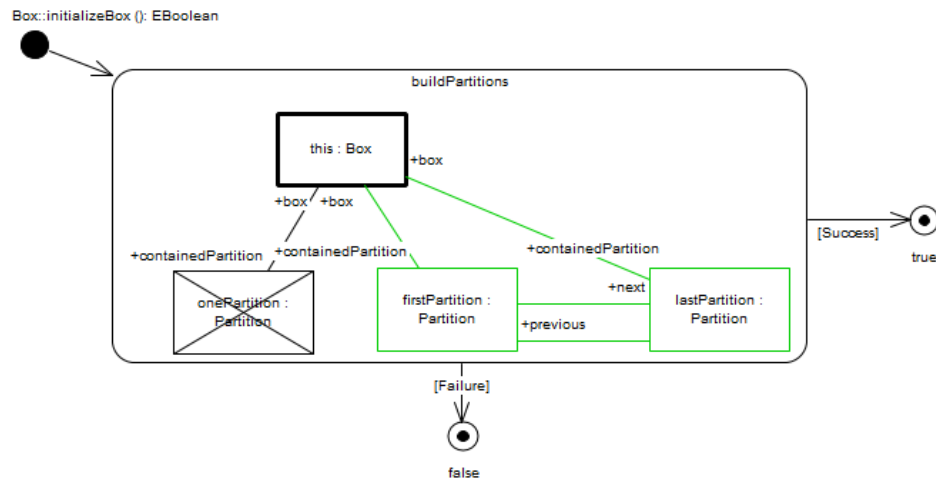 Box::initializeBox (): EBoolean
buildPartitions
this : Box
+box
+box
+box
+containedPartition
+containedPartition
+containedPartition
onePartition :
Partition
firstPartition :
Partition
+next
+previous
lastPartition :
Partition
[Success]
true
[Failure]
false